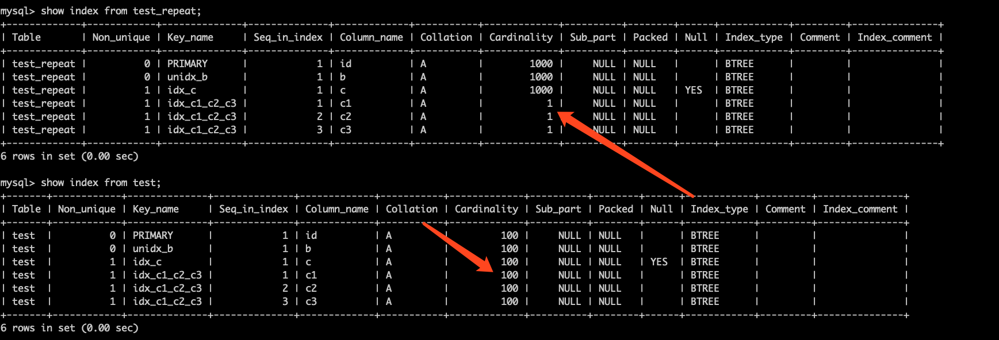 mysql> show index from test_repeat;
+-------------+------------+-------------+--------------+-------------+-----------+-------------+----------+--------+------+------------+---------+---------------+
| Table       | Non_unique | Key_name    | Seq_in_index | Column_name | Collation | Cardinality | Sub_part | Packed | Null | Index_type | Comment | Index_comment |
+-------------+------------+-------------+--------------+-------------+-----------+-------------+----------+--------+------+------------+---------+---------------+
| test_repeat |          0 | PRIMARY     |            1 | id          | A         |        1000 |     NULL | NULL   |      | BTREE      |         |               |
| test_repeat |          0 | unidx_b     |            1 | b           | A         |        1000 |     NULL | NULL   |      | BTREE      |         |               |
| test_repeat |          1 | idx_c       |            1 | c           | A         |        1000 |     NULL | NULL   | YES  | BTREE      |         |               |
| test_repeat |          1 | idx_c1_c2_c3 |            1 | c1          | A         |           1 |     NULL | NULL   |      | BTREE      |         |               |
| test_repeat |          1 | idx_c1_c2_c3 |            2 | c2          | A         |           1 |     NULL | NULL   |      | BTREE      |         |               |
| test_repeat |          1 | idx_c1_c2_c3 |            3 | c3          | A         |           1 |     NULL | NULL   |      | BTREE      |         |               |
+-------------+------------+-------------+--------------+-------------+-----------+-------------+----------+--------+------+------------+---------+---------------+
6 rows in set (0.00 sec)
mysql> show index from test;
+-------+------------+--------------+--------------+-------------+-----------+-------------+----------+--------+------+------------+---------+---------------+
| Table | Non_unique | Key_name     | Seq_in_index | Column_name | Collation | Cardinality | Sub_part | Packed | Null | Index_type | Comment | Index_comment |
+-------+------------+--------------+--------------+-------------+-----------+-------------+----------+--------+------+------------+---------+---------------+
| test  |          0 | PRIMARY      |            1 | id          | A         |         100 |     NULL | NULL   |      | BTREE      |         |               |
| test  |          0 | unidx_b      |            1 | b           | A         |         100 |     NULL | NULL   |      | BTREE      |         |               |
| test  |          1 | idx_c        |            1 | c           | A         |         100 |     NULL | NULL   | YES  | BTREE      |         |               |
| test  |          1 | idx_c1_c2_c3 |            1 | c1          | A         |         100 |     NULL | NULL   |      | BTREE      |         |               |
| test  |          1 | idx_c1_c2_c3 |            2 | c2          | A         |         100 |     NULL | NULL   |      | BTREE      |         |               |
| test  |          1 | idx_c1_c2_c3 |            3 | c3          | A         |         100 |     NULL | NULL   |      | BTREE      |         |               |
+-------+------------+--------------+--------------+-------------+-----------+-------------+----------+--------+------+------------+---------+---------------+
6 rows in set (0.00 sec)